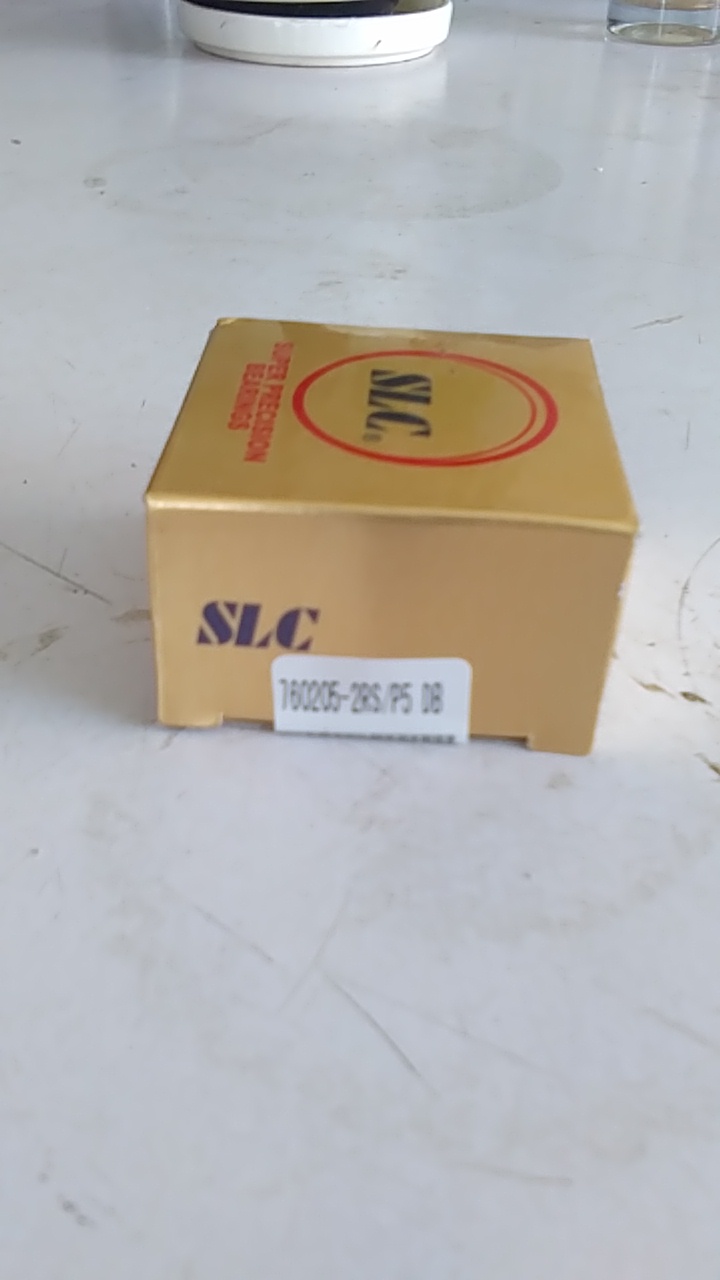 SLC®
SUPER PRECISION
BEARINGS
SLC
760205-2RS/P5 DB